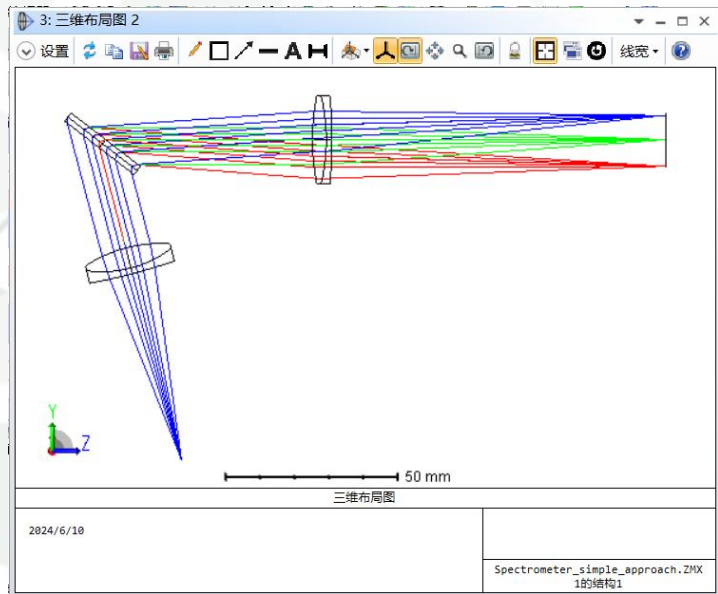 3: 三维布局图 2
设置 A 线宽
Y
Z
50 mm
三维布局图
2024/6/10
Spectrometer_simple_approach.ZMX
1的结构1